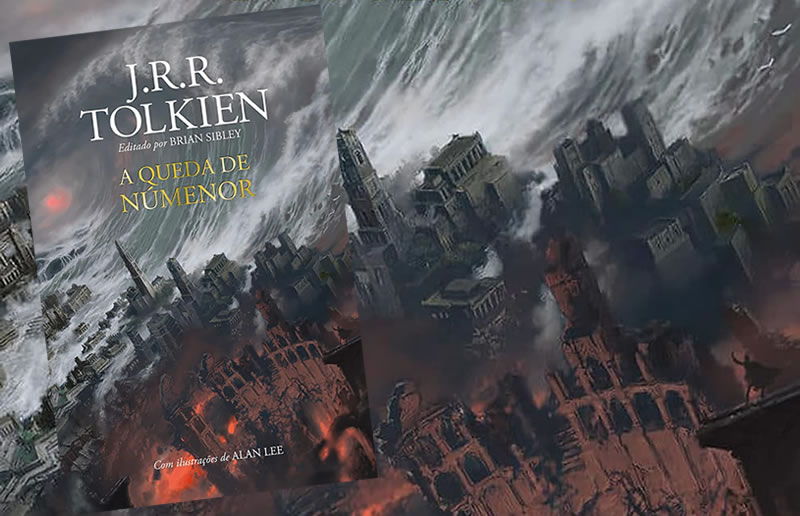 J.R.R.
TOLKIEN
Editado por BRIAN SIBLEY
A QUEDA DE
NÚMENOR
Com ilustrações de ALAN LEE